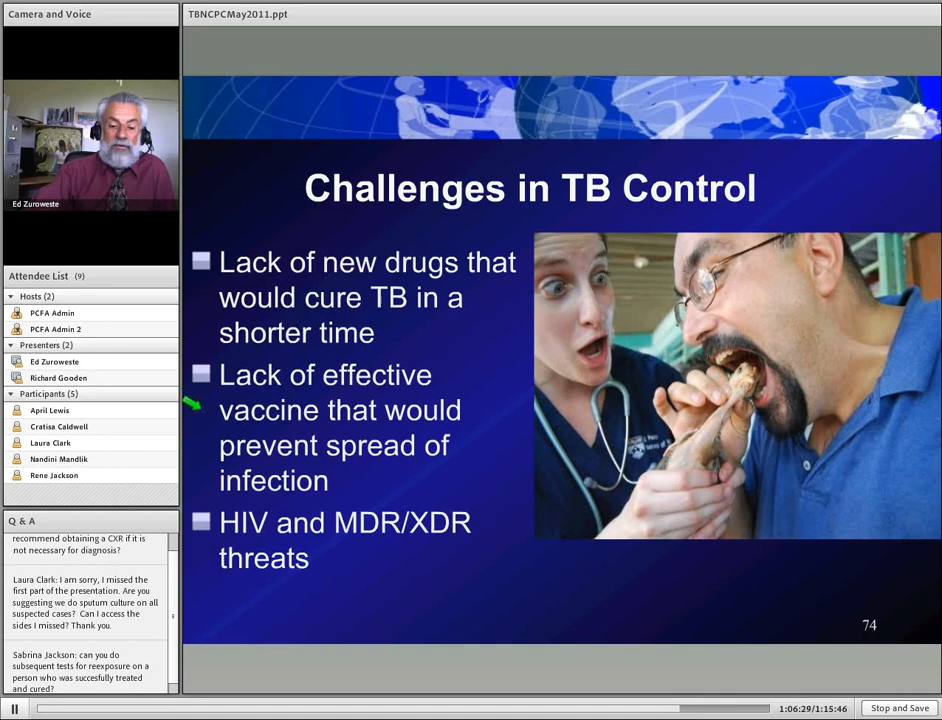 Camera and Voice
Ed Zuroweste
Attendee List (9)
Hosts (2)
PCFA Admin
PCFA Admin 2
Presenters (2)
Ed Zuroweste
Richard Gooden
Participants (5)
April Lewis
Cratisa Caldwell
Laura Clark
Nandini Mandlik
Rene Jackson
Q & A
recommend obtaining a CXR if it is
not necessary for diagnosis?
Laura Clark: I am sorry, I missed the
first part of the presentation. Are you
suggesting we do sputum culture on all
suspected cases? Can I access the
sides I missed? Thank you.
Sabrina Jackson: can you do
subsequent tests for reexposure on a
person who was succesfully treated
and cured?
TBNCPCMay2011.ppt
Challenges in TB Control
Lack of new drugs that
would cure TB in a
shorter time
Lack of effective
vaccine that would
prevent spread of
infection
HIV and MDR/XDR
threats
74
1:06:29/1:15:46
Stop and Save